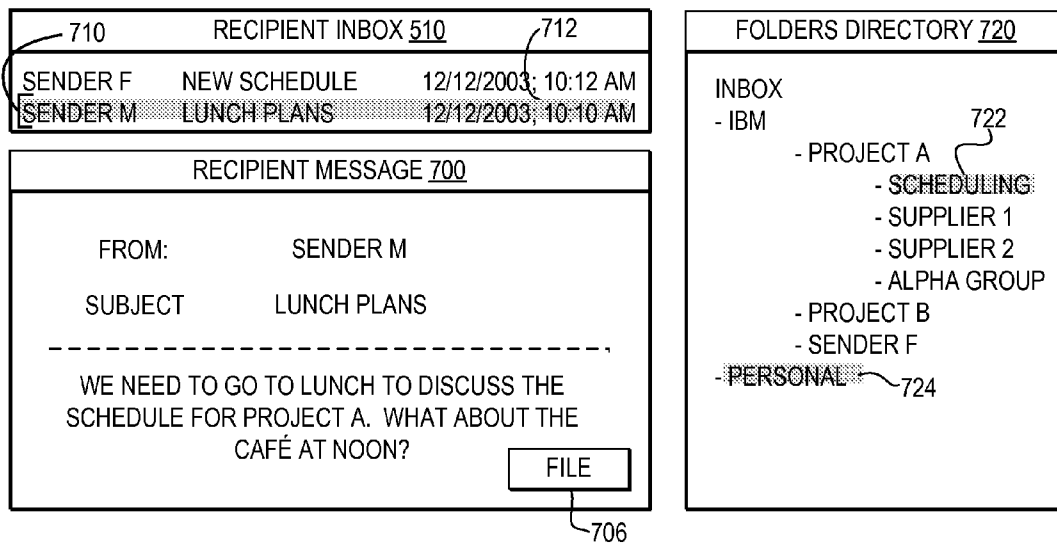 710
RECIPIENT INBOX 510
712
SENDER F NEW SCHEDULE 12/12/2003; 10:12 AM
SENDER M LUNCH PLANS 12/12/2003; 10:10 AM
RECIPIENT MESSAGE 700
FROM: SENDER M
SUBJECT LUNCH PLANS
WE NEED TO GO TO LUNCH TO DISCUSS THE
SCHEDULE FOR PROJECT A. WHAT ABOUT THE
CAFÉ AT NOON?
FILE
706
FOLDERS DIRECTORY 720
INBOX
- IBM
722
- PROJECT A
- SCHEDULING
- SUPPLIER 1
- SUPPLIER 2
- ALPHA GROUP
- PROJECT B
- SENDER F
- PERSONAL
724